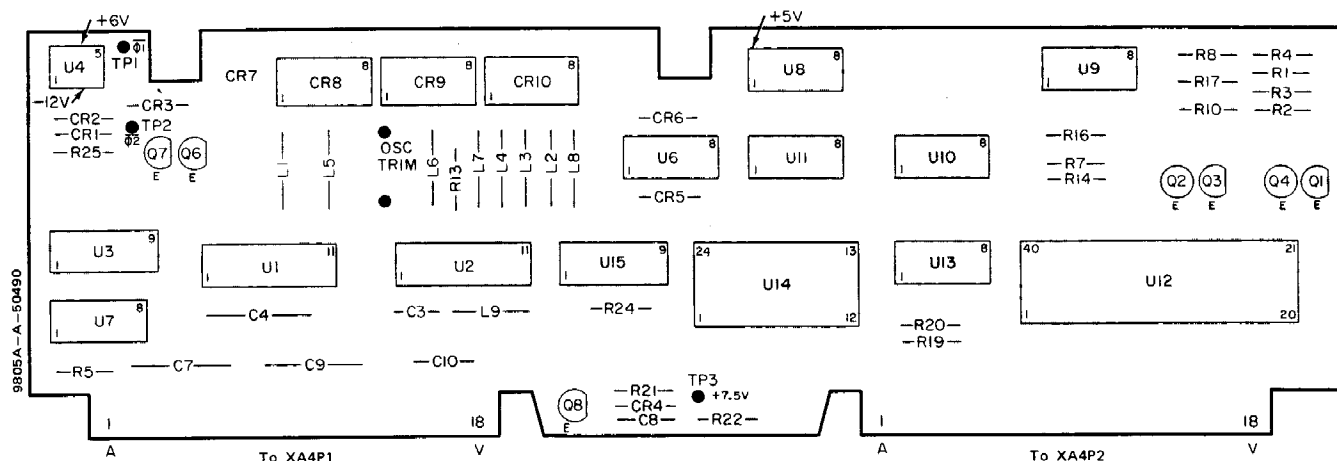 +6V
+5V
U4 5 1
Φ1
TP1
CR7
CR8 8 1
CR9 8 1
CR10 8 1
U8 8 1
U9 8 1
R8
R4
R17
R1
R3
R10
R2
-12V
CR3
CR2
CR1
R25
TP2
Φ2
Q7
E
Q6
E
L1
L5
OSC
TRIM
L6
R13
L7
L4
L3
L2
L8
CR6
U6 8 1
CR5
U11 8 1
U10 8 1
R16
R7
R14
Q2
E
Q3
E
Q4
E
Q1
E
U3 9 1
U1 11 1
U2 11 1
U15 9 1
24 13
U14
1 12
U13 8 1
40 21
U12
1 20
U7 8 1
C4
C3
L9
R24
R20
R19
R5
C7
C9
C10
9805A-A-50490
Q8
E
R21
CR4
C8
TP3
+7.5V
R22
1 18
A V
To XA4P1
1 18
A V
To XA4P2